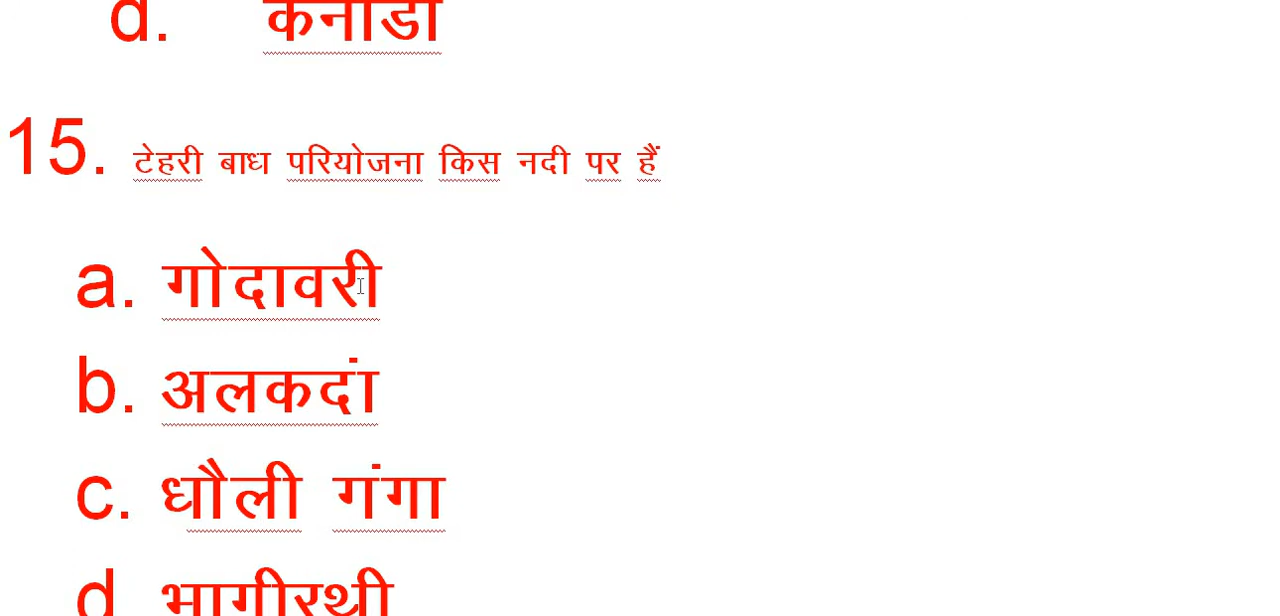 d. कनाडा
15. टेहरी बाध परियोजना किस नदी पर हैं
a. गोदावरी
b. अलकदां
c. धौली गंगा
d भागीरथी